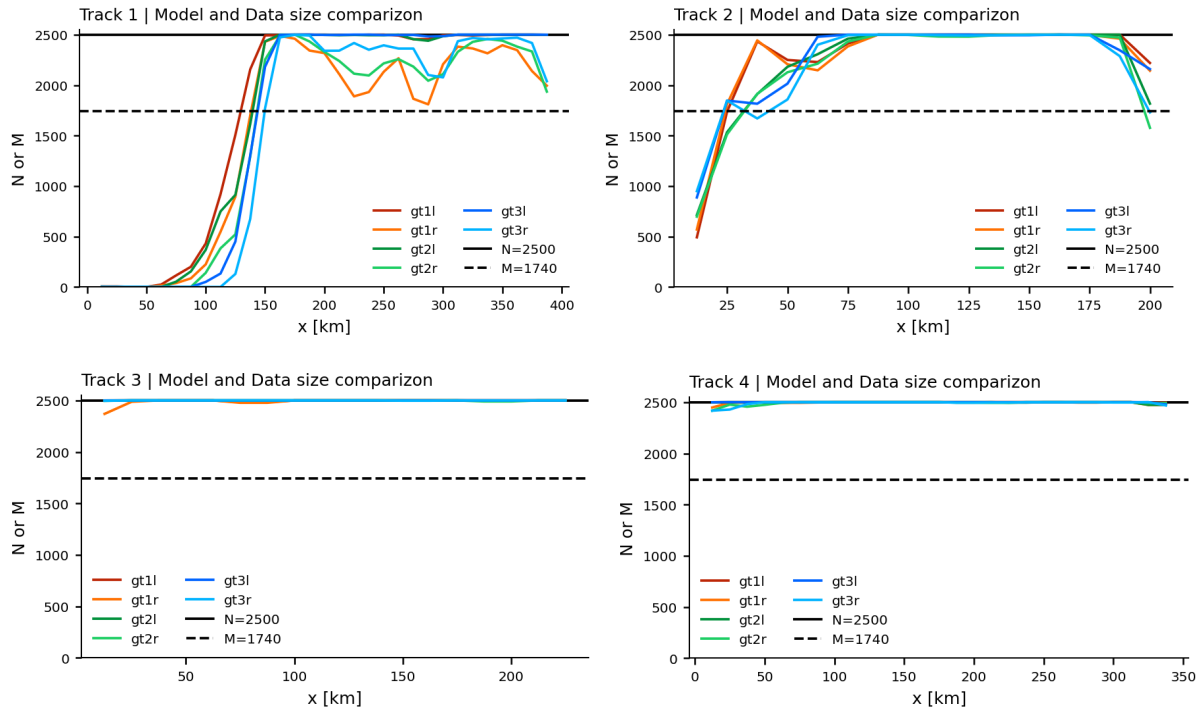 Track 1 | Model and Data size comparizon
N or M
2500
2000
1500
1000
500
0
gt1l
gt1r
gt2l
gt2r
gt3l
gt3r
N=2500
M=1740
0 50 100 150 200 250 300 350 400
x [km]
Track 2 | Model and Data size comparizon
N or M
2500
2000
1500
1000
500
0
gt1l
gt1r
gt2l
gt2r
gt3l
gt3r
N=2500
M=1740
25 50 75 100 125 150 175 200
x [km]
Track 3 | Model and Data size comparizon
N or M
2500
2000
1500
1000
500
0
gt1l
gt1r
gt2l
gt2r
gt3l
gt3r
N=2500
M=1740
50 100 150 200
x [km]
Track 4 | Model and Data size comparizon
N or M
2500
2000
1500
1000
500
0
gt1l
gt1r
gt2l
gt2r
gt3l
gt3r
N=2500
M=1740
0 50 100 150 200 250 300 350
x [km]